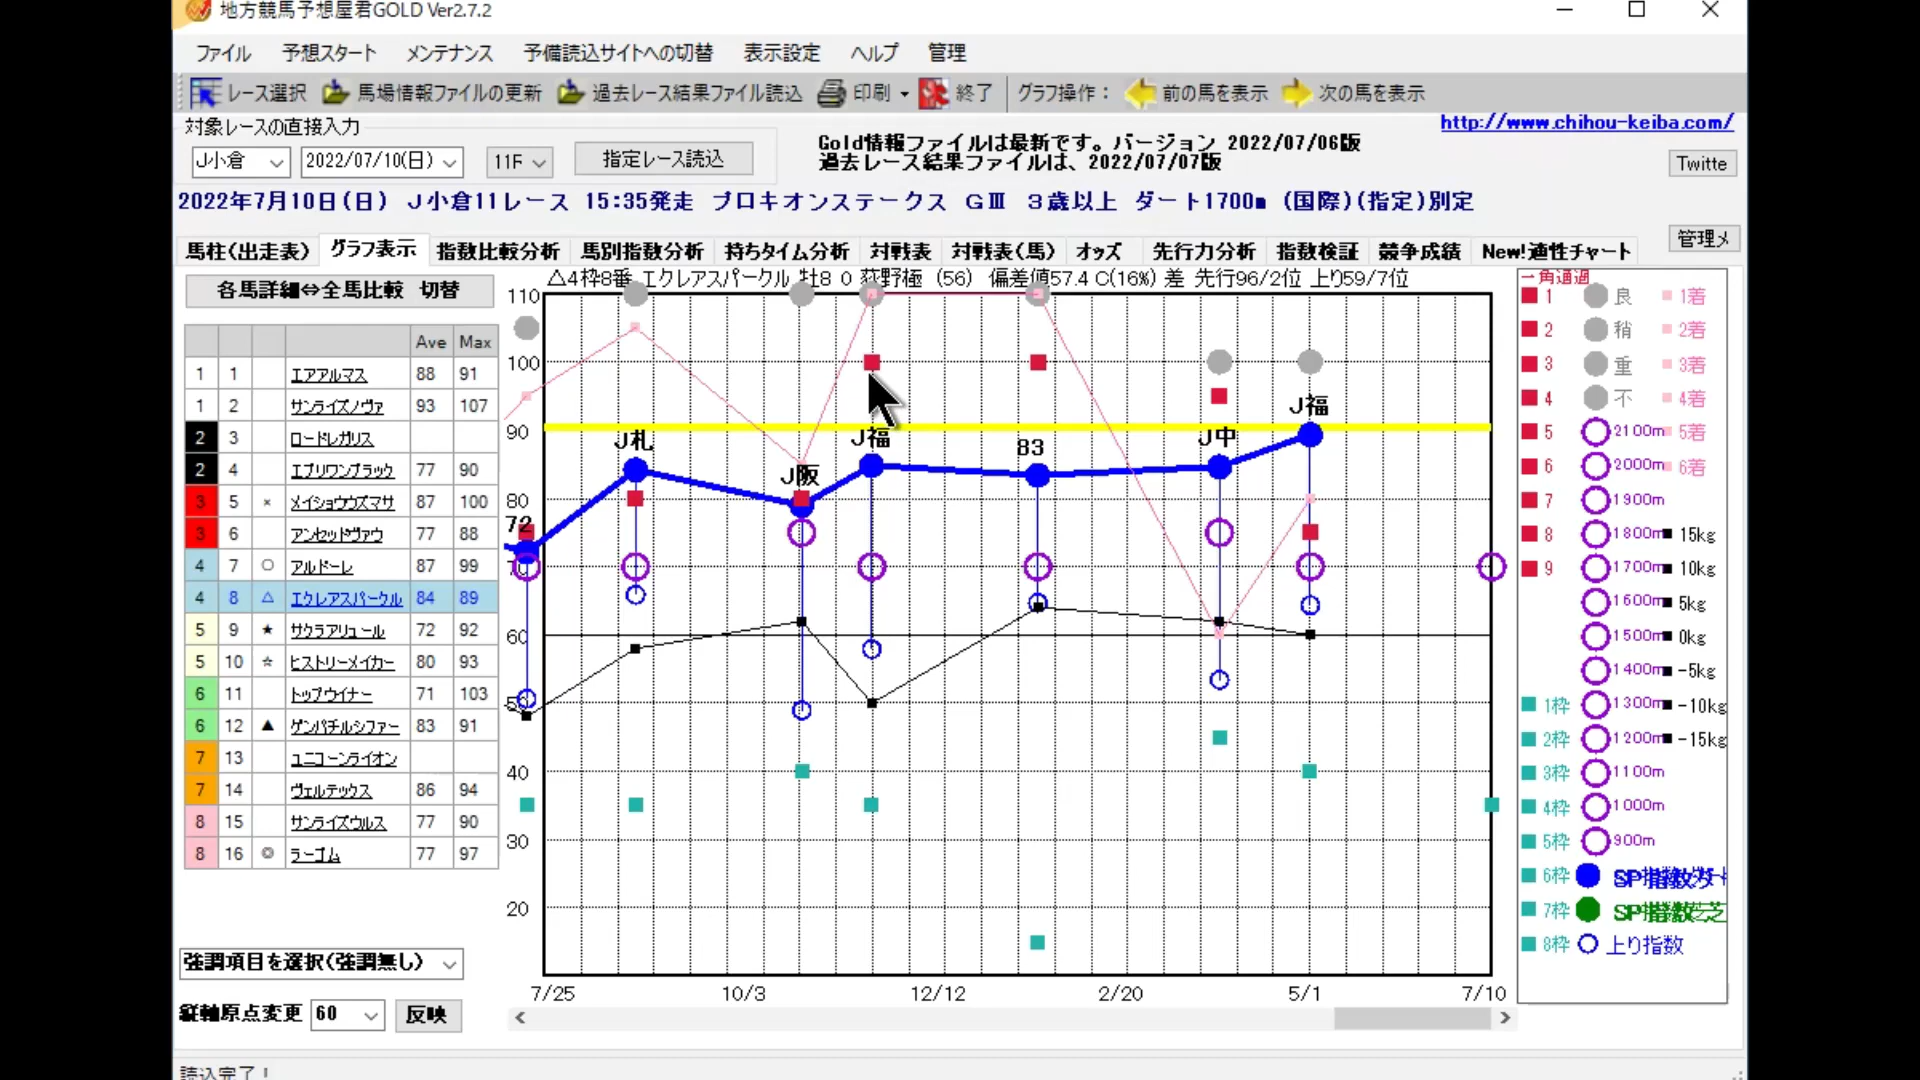 地方競馬予想屋君GOLD Ver2.7.2
ファイル 予想スタート メンテナンス 予備読込サイトへの切替 表示設定 ヘルプ 管理
レース選択 馬場情報ファイルの更新 過去レース結果ファイル読込 印刷 終了 グラフ操作： 前の馬を表示 次の馬を表示
対象レースの直接入力
http://www.chihou-keiba.com/
J小倉 2022/07/10(日) 11F 指定レース読込
Gold情報ファイルは最新です。バージョン 2022/07/06版
過去レース結果ファイルは、2022/07/07版
Twitte
2022年7月10日(日) J小倉11レース 15:35発走 プロキオンステークス GⅢ 3歳以上 ダート1700m (国際)(指定)別定
管理メ
馬柱(出走表) グラフ表示 指数比較分析 馬別指数分析 持ちタイム分析 対戦表 対戦表(馬) オッズ 先行力分析 指数検証 競争成績 New!適性チャート
各馬詳細⇔全馬比較 切替
△4枠8番 エクレアスパークル 牡8 0 荻野極 (56) 偏差値57.4 C(16%) 差 先行96/2位 上り59/7位
Ave Max
1 1 エアアルマス 88 91
1 2 サンライズノヴァ 93 107
2 3 ロードレガリス
2 4 エブリワンブラック 77 90
3 5 × メイショウウズマサ 87 100
3 6 アンセッドヴァウ 77 88
4 7 ○ アルドーレ 87 99
4 8 △ エクレアスパークル 84 89
5 9 ★ サクラアリュール 72 92
5 10 ☆ ヒストリーメイカー 80 93
6 11 トップウイナー 71 103
6 12 ▲ ゲンパチルシファー 83 91
7 13 ユニコーンライオン
7 14 ヴェルテックス 86 94
8 15 サンライズウルス 77 90
8 16 ◎ ラーゴム 77 97
強調項目を選択(強調無し)
縦軸原点変更 60 反映
110
100
90
80
70
60
50
40
30
20
72
J札
J阪
J福
83
J中
J福
7/25 10/3 12/12 2/20 5/1 7/10
一角通過
1 良 1着
2 稍 2着
3 重 3着
4 不 4着
5 2100m 5着
6 2000m 6着
7 1900m
8 1800m 15kg
9 1700m 10kg
1600m 5kg
1500m 0kg
1400m -5kg
1枠 1300m -10kg
2枠 1200m -15kg
3枠 1100m
4枠 1000m
5枠 900m
6枠 SP指数
7枠 SP指数
8枠 上り指数
読込完了！